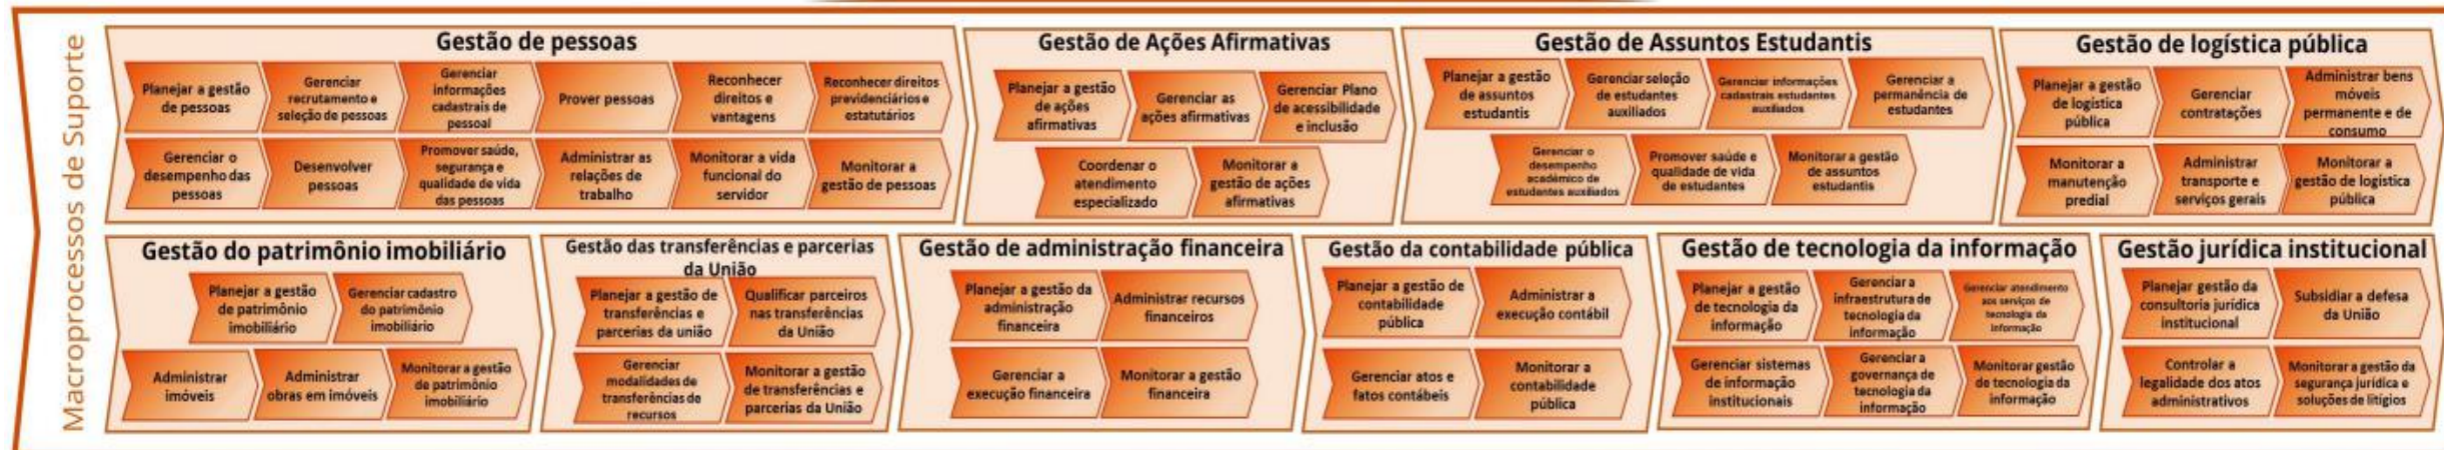 Macroprocessos de Suporte
Gestão de pessoas
Planejar a gestão
de pessoas
Gerenciar
recrutamento e
seleção de pessoas
Gerenciar
informações
cadastrais de
pessoal
Prover pessoas
Reconhecer
direitos e
vantagens
Reconhecer direitos
previdenciários e
estatutários
Gerenciar o
desempenho das
pessoas
Desenvolver
pessoas
Promover saúde,
segurança e
qualidade de vida
das pessoas
Administrar as
relações de
trabalho
Monitorar a vida
funcional do
servidor
Monitorar a
gestão de pessoas
Gestão de Ações Afirmativas
Planejar a gestão
de ações
afirmativas
Gerenciar as
ações afirmativas
Gerenciar Plano
de acessibilidade
e inclusão
Coordenar o
atendimento
especializado
Monitorar a
gestão de ações
afirmativas
Gestão de Assuntos Estudantis
Planejar a gestão
de assuntos
estudantis
Gerenciar seleção
de estudantes
auxiliados
Gerenciar informações
cadastrais estudantes
auxiliados
Gerenciar a
permanência de
estudantes
Gerenciar o
desempenho
acadêmico de
estudantes auxiliados
Promover saúde e
qualidade de vida
de estudantes
Monitorar a gestão
de assuntos
estudantis
Gestão de logística pública
Planejar a gestão
de logística
pública
Gerenciar
contratações
Administrar bens
móveis
permanente e de
consumo
Monitorar a
manutenção
predial
Administrar
transporte e
serviços gerais
Monitorar a
gestão de logística
pública
Gestão do patrimônio imobiliário
Planejar a gestão
de patrimônio
imobiliário
Gerenciar cadastro
do patrimônio
imobiliário
Administrar
imóveis
Administrar
obras em imóveis
Monitorar a gestão
de patrimônio
imobiliário
Gestão das transferências e parcerias
da União
Planejar a gestão de
transferências e
parcerias da união
Qualificar parceiros
nas transferências
da União
Gerenciar
modalidades de
transferências de
recursos
Monitorar a gestão
de transferências e
parcerias da União
Gestão de administração financeira
Planejar a gestão da
administração
financeira
Administrar recursos
financeiros
Gerenciar a
execução financeira
Monitorar a gestão
financeira
Gestão da contabilidade pública
Planejar a gestão de
contabilidade
pública
Administrar a
execução contábil
Gerenciar atos e
fatos contábeis
Monitorar a
contabilidade
pública
Gestão de tecnologia da informação
Planejar a gestão
de tecnologia da
informação
Gerenciar a
infraestrutura de
tecnologia da
informação
Gerenciar atendimento
aos serviços de
tecnologia da
informação
Gerenciar sistemas
de informação
institucionais
Gerenciar a
governança de
tecnologia da
informação
Monitorar gestão
de tecnologia da
informação
Gestão jurídica institucional
Planejar gestão da
consultoria jurídica
institucional
Subsidiar a defesa
da União
Controlar a
legalidade dos atos
administrativos
Monitorar a gestão da
segurança jurídica e
soluções de litígios